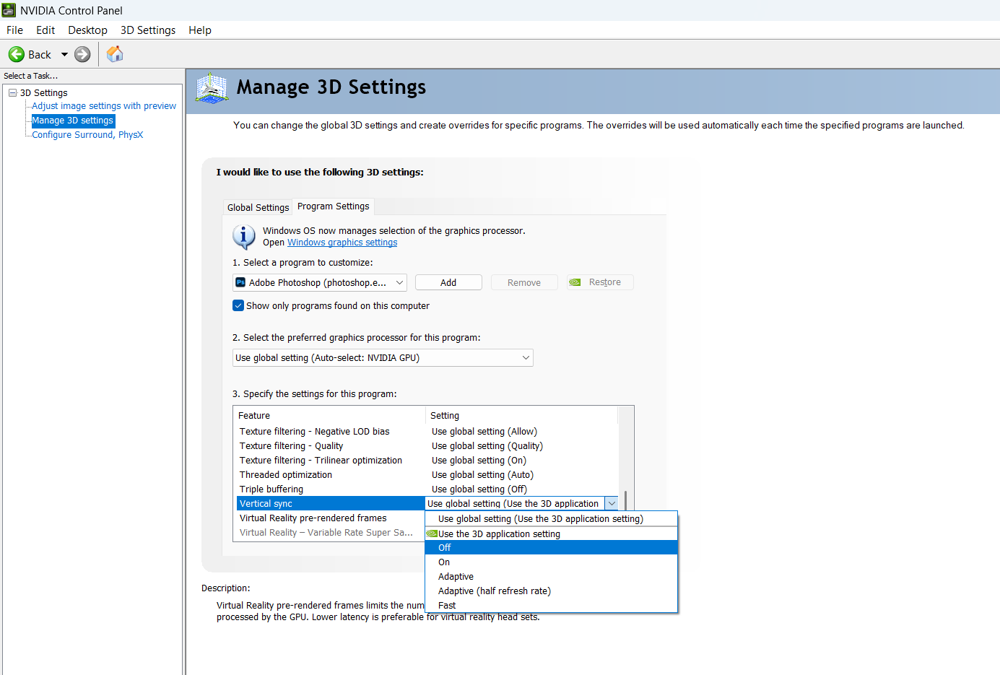 NVIDIA Control Panel
File Edit Desktop 3D Settings Help
Back
Select a Task...
3D Settings
Adjust image settings with preview
Manage 3D settings
Configure Surround, PhysX
Manage 3D Settings
You can change the global 3D settings and create overrides for specific programs. The overrides will be used automatically each time the specified programs are launched.
I would like to use the following 3D settings:
Global Settings Program Settings
Windows OS now manages selection of the graphics processor.
Open Windows graphics settings
1. Select a program to customize:
Ps Adobe Photoshop (photoshop.e... Add Remove Restore
Show only programs found on this computer
2. Select the preferred graphics processor for this program:
Use global setting (Auto-select: NVIDIA GPU)
3. Specify the settings for this program:
Feature Setting
Texture filtering - Negative LOD bias Use global setting (Allow)
Texture filtering - Quality Use global setting (Quality)
Texture filtering - Trilinear optimization Use global setting (On)
Threaded optimization Use global setting (Auto)
Triple buffering Use global setting (Off)
Vertical sync Use global setting (Use the 3D application
Virtual Reality pre-rendered frames
Virtual Reality – Variable Rate Super Sa...
Use global setting (Use the 3D application setting)
Use the 3D application setting
Off
On
Adaptive
Adaptive (half refresh rate)
Fast
Description:
Virtual Reality pre-rendered frames limits the num
processed by the GPU. Lower latency is preferable for virtual reality head sets.